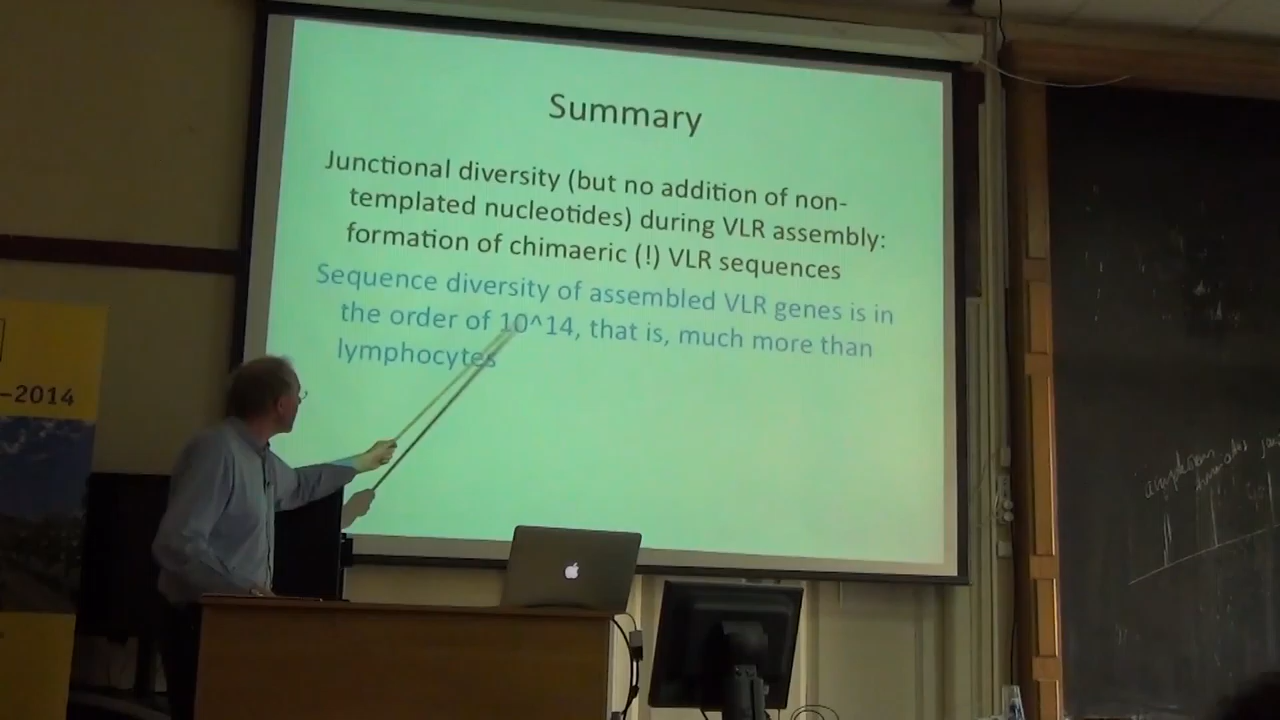 Summary
Junctional diversity (but no addition of non-
templated nucleotides) during VLR assembly:
formation of chimaeric (!) VLR sequences
Sequence diversity of assembled VLR genes is in
the order of 10^14, that is, much more than
lymphocytes
-2014